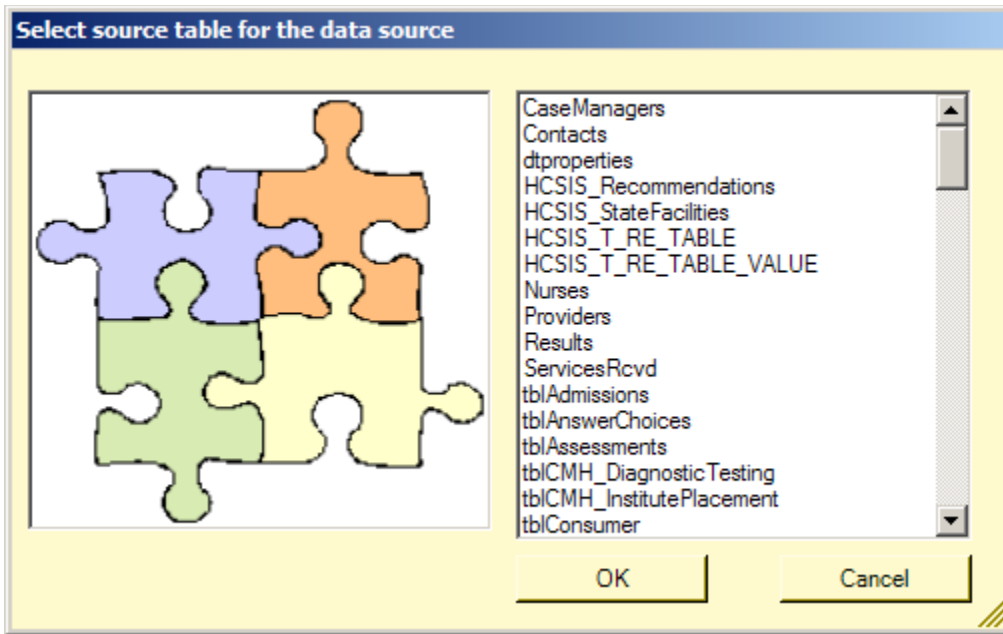 Select source table for the data source
CaseManagers
Contacts
dtproperties
HCSIS_Recommendations
HCSIS_StateFacilities
HCSIS_T_RE_TABLE
HCSIS_T_RE_TABLE_VALUE
Nurses
Providers
Results
ServicesRcvd
tblAdmissions
tblAnswerChoices
tblAssessments
tblCMH_DiagnosticTesting
tblCMH_InstitutePlacement
tblConsumer
OK
Cancel